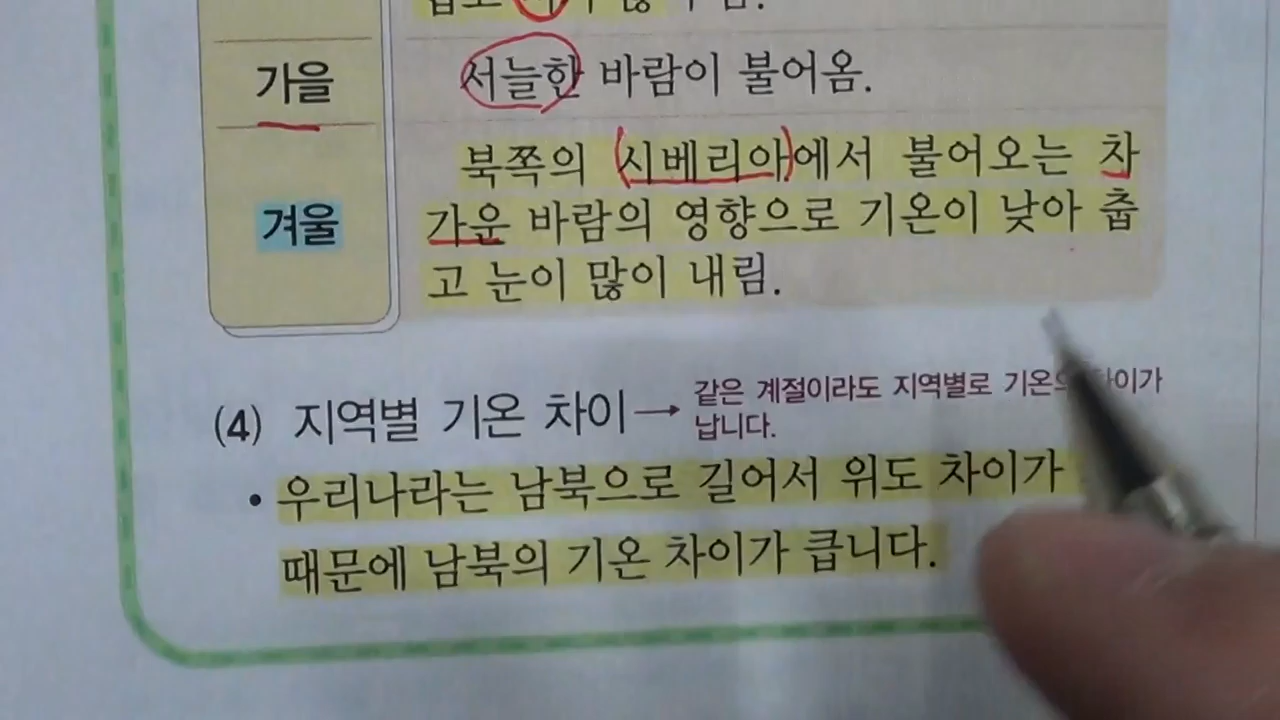 가을
서늘한 바람이 불어옴.
겨울
북쪽의 시베리아에서 불어오는 차
가운 바람의 영향으로 기온이 낮아 춥
고 눈이 많이 내림.
(4) 지역별 기온 차이→ 같은 계절이라도 지역별로 기온의 차이가
납니다.
• 우리나라는 남북으로 길어서 위도 차이가
때문에 남북의 기온 차이가 큽니다.